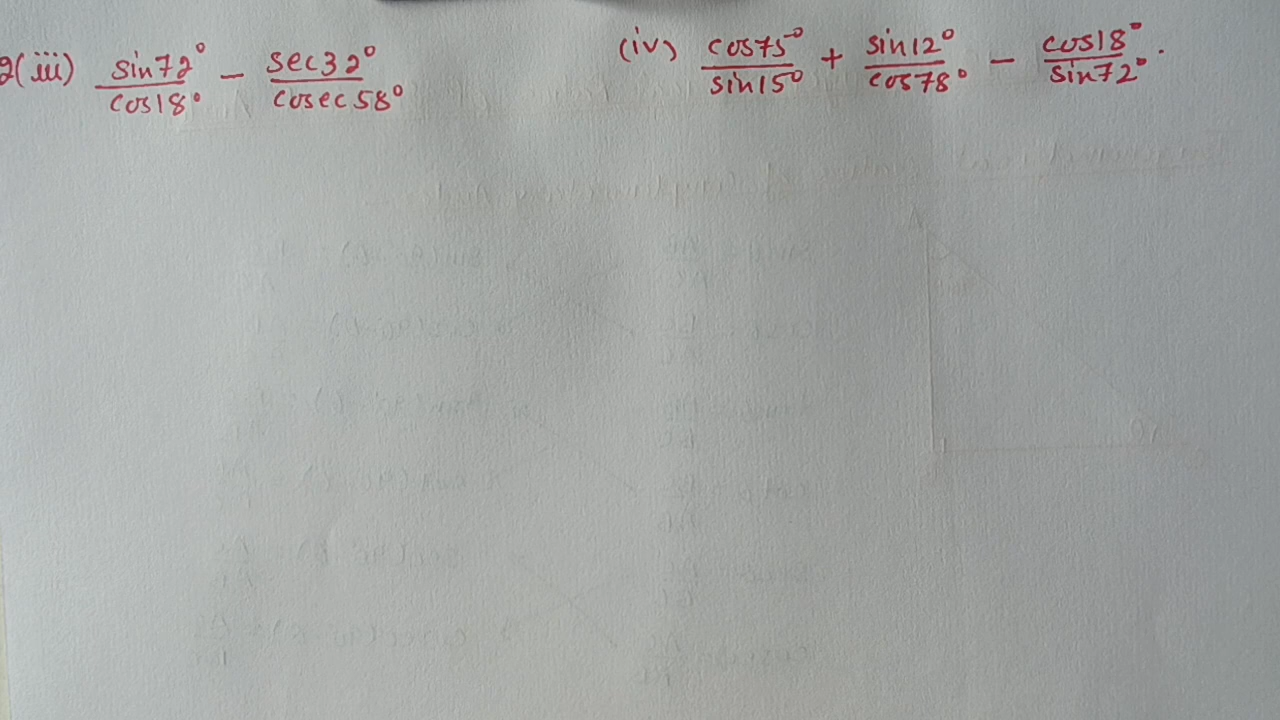 2(iii) sin72°/cos18° - sec32°/cosec58°
(iv) cos75°/sin15° + sin12°/cos78° - cos18°/sin72°.